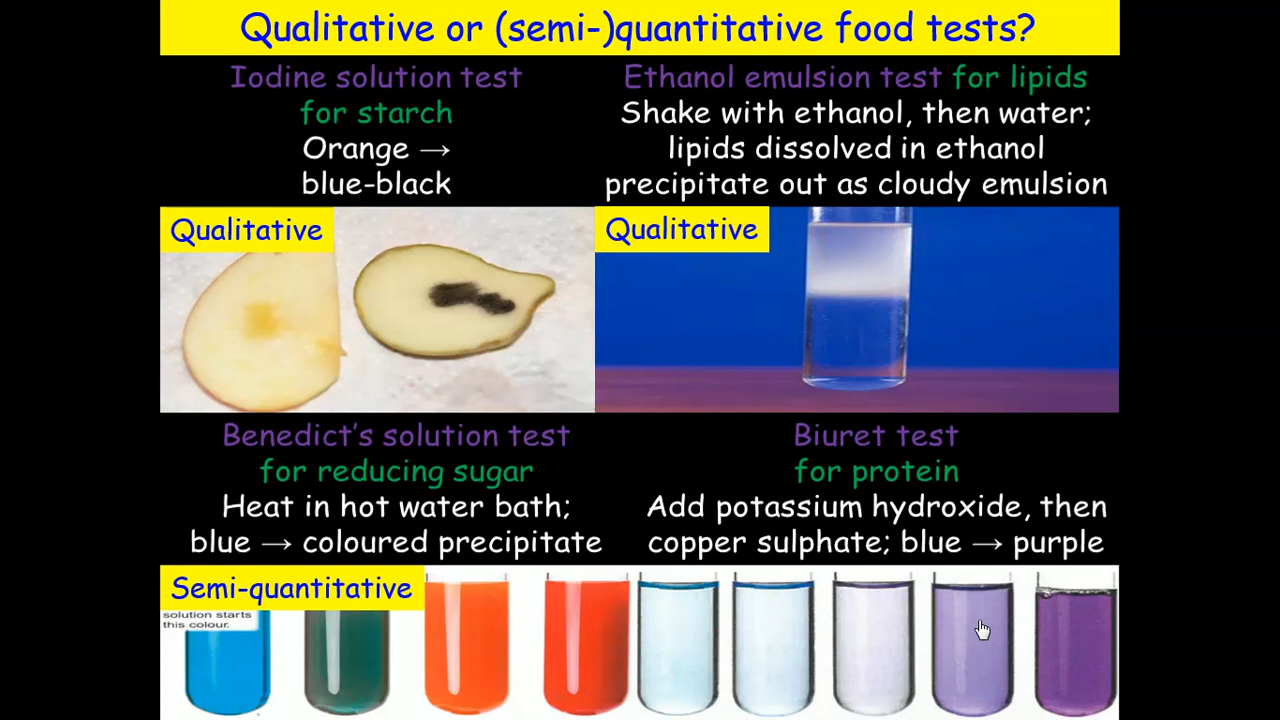 Qualitative or (semi-)quantitative food tests?
Iodine solution test
for starch
Orange →
blue-black
Ethanol emulsion test for lipids
Shake with ethanol, then water;
lipids dissolved in ethanol
precipitate out as cloudy emulsion
Qualitative
Qualitative
Benedict’s solution test
for reducing sugar
Heat in hot water bath;
blue → coloured precipitate
Biuret test
for protein
Add potassium hydroxide, then
copper sulphate; blue → purple
Semi-quantitative
solution starts
this colour.